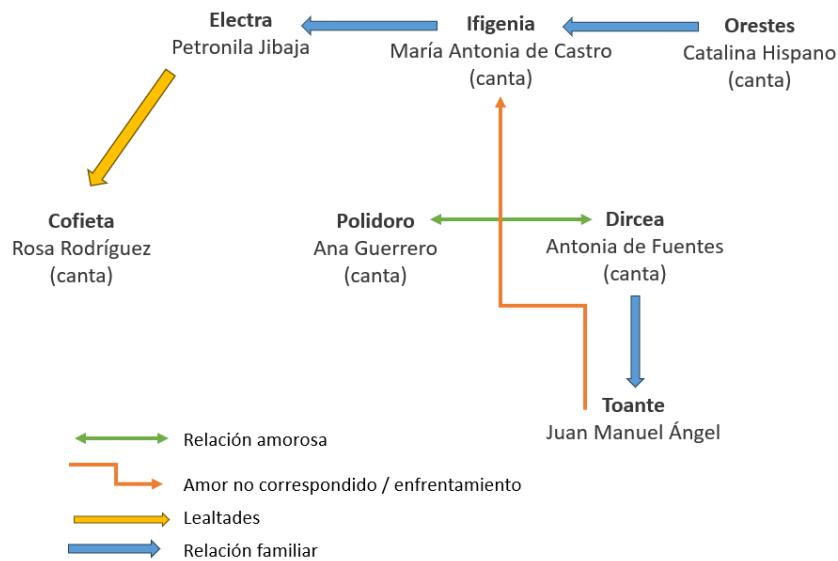 Electra
Petronila Jibaja
Ifigenia
María Antonia de Castro
(canta)
Orestes
Catalina Hispano
(canta)
Cofieta
Rosa Rodríguez
(canta)
Polidoro
Ana Guerrero
(canta)
Dircea
Antonia de Fuentes
(canta)
Toante
Juan Manuel Ángel
Relación amorosa
Amor no correspondido / enfrentamiento
Lealtades
Relación familiar